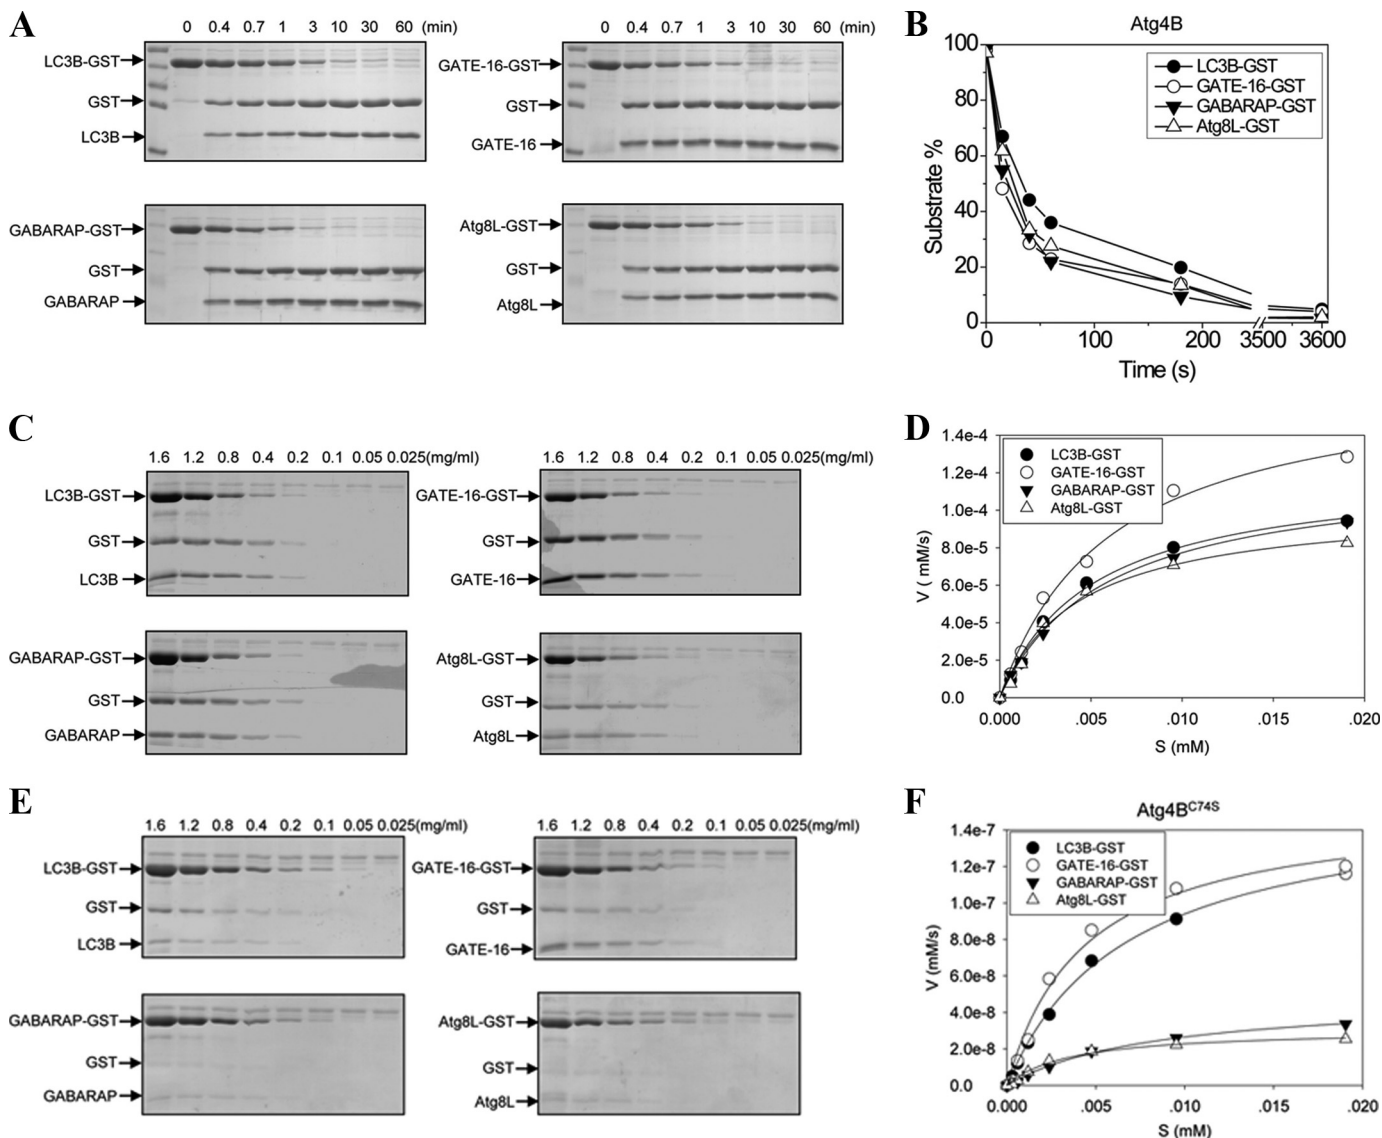 A
0 0.4 0.7 1 3 10 30 60 (min)
LC3B-GST
GST
LC3B
0 0.4 0.7 1 3 10 30 60 (min)
GATE-16-GST
GST
GATE-16
GABARAP-GST
GST
GABARAP
Atg8L-GST
GST
Atg8L
B
Atg4B
LC3B-GST
GATE-16-GST
GABARAP-GST
Atg8L-GST
Substrate %
100
80
60
40
20
0
0 100 200 3500 3600
Time (s)
C
1.6 1.2 0.8 0.4 0.2 0.1 0.05 0.025(mg/ml)
LC3B-GST
GST
LC3B
1.6 1.2 0.8 0.4 0.2 0.1 0.05 0.025(mg/ml)
GATE-16-GST
GST
GATE-16
GABARAP-GST
GST
GABARAP
Atg8L-GST
GST
Atg8L
D
LC3B-GST
GATE-16-GST
GABARAP-GST
Atg8L-GST
V ( mM/s)
1.4e-4
1.2e-4
1.0e-4
8.0e-5
6.0e-5
4.0e-5
2.0e-5
0.0
0.000 .005 .010 .015 .020
S (mM)
E
1.6 1.2 0.8 0.4 0.2 0.1 0.05 0.025(mg/ml)
LC3B-GST
GST
LC3B
1.6 1.2 0.8 0.4 0.2 0.1 0.05 0.025(mg/ml)
GATE-16-GST
GST
GATE-16
GABARAP-GST
GST
GABARAP
Atg8L-GST
GST
Atg8L
F
Atg4B^C74S
LC3B-GST
GATE-16-GST
GABARAP-GST
Atg8L-GST
V (mM/s)
1.4e-7
1.2e-7
1.0e-7
8.0e-8
6.0e-8
4.0e-8
2.0e-8
0.0
0.000 .005 .010 .015 .020
S (mM)